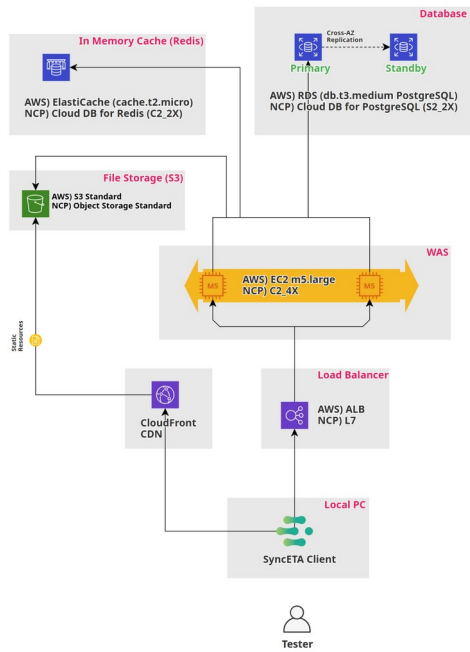 Database
In Memory Cache (Redis)
Cross-AZ
Replication
Primary
Standby
AWS) ElastiCache (cache.t2.micro)
NCP) Cloud DB for Redis (C2_2X)
AWS) RDS (db.t3.medium PostgreSQL)
NCP) Cloud DB for PostgreSQL (S2_2X)
File Storage (S3)
AWS) S3 Standard
NCP) Object Storage Standard
WAS
M5
AWS) EC2 m5.large
NCP) C2_4X
M5
Static
Resources
Load Balancer
CloudFront
CDN
AWS) ALB
NCP) L7
Local PC
SyncETA Client
Tester